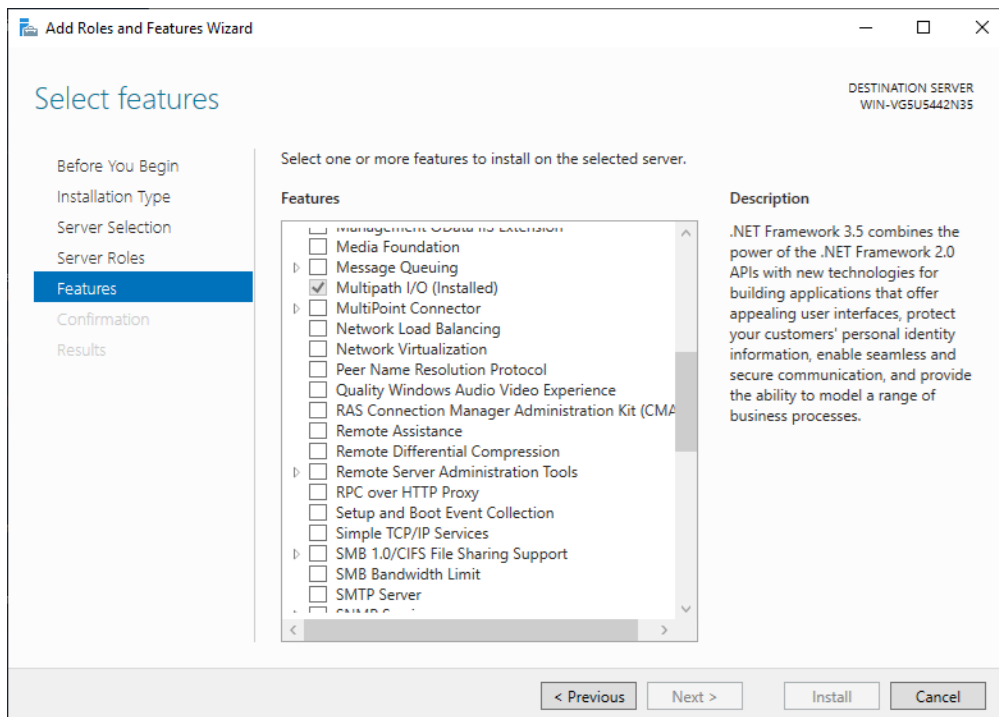 Add Roles and Features Wizard
Select features
DESTINATION SERVER
WIN-VG5U5442N35
Before You Begin
Installation Type
Server Selection
Server Roles
Features
Confirmation
Results
Select one or more features to install on the selected server.
Features
Management OData IIS Extension
Media Foundation
Message Queuing
Multipath I/O (Installed)
MultiPoint Connector
Network Load Balancing
Network Virtualization
Peer Name Resolution Protocol
Quality Windows Audio Video Experience
RAS Connection Manager Administration Kit (CMA
Remote Assistance
Remote Differential Compression
Remote Server Administration Tools
RPC over HTTP Proxy
Setup and Boot Event Collection
Simple TCP/IP Services
SMB 1.0/CIFS File Sharing Support
SMB Bandwidth Limit
SMTP Server
Description
.NET Framework 3.5 combines the
power of the .NET Framework 2.0
APIs with new technologies for
building applications that offer
appealing user interfaces, protect
your customers' personal identity
information, enable seamless and
secure communication, and provide
the ability to model a range of
business processes.
< Previous
Next >
Install
Cancel